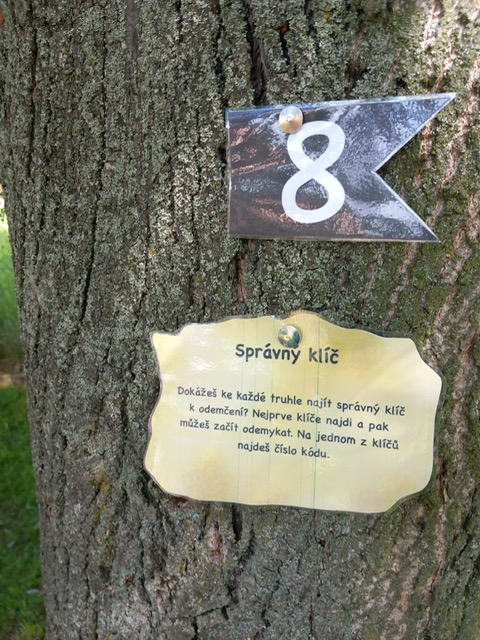 8
Správný klíč
Dokážeš ke každé truhle najít správný klíč
k odemčení? Nejprve klíče najdi a pak
můžeš začít odemykat. Na jednom z klíčů
najdeš číslo kódu.